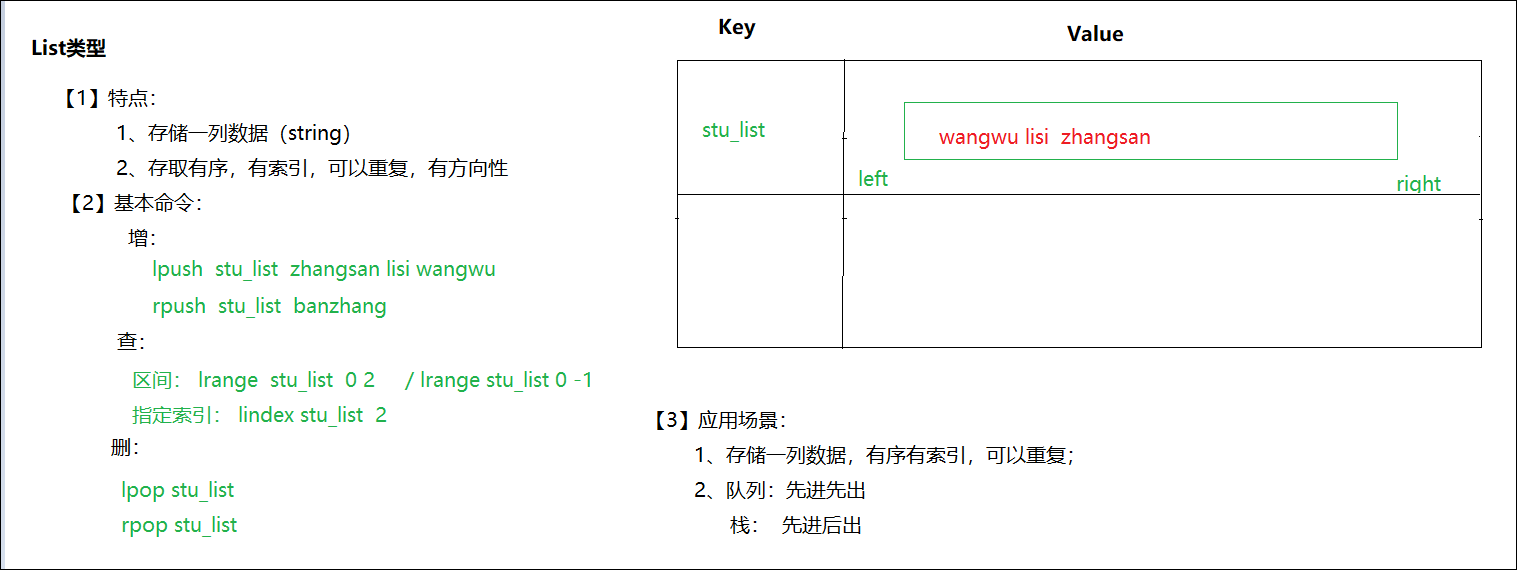 List类型
【1】特点：
1、存储一列数据（string）
2、存取有序，有索引，可以重复，有方向性
【2】基本命令：
增：
lpush stu_list zhangsan lisi wangwu
rpush stu_list banzhang
查：
区间： lrange stu_list 0 2 / lrange stu_list 0 -1
指定索引： lindex stu_list 2
删：
lpop stu_list
rpop stu_list
Key
Value
stu_list
wangwu lisi zhangsan
left
right
【3】应用场景：
1、存储一列数据，有序有索引，可以重复；
2、队列：先进先出
栈： 先进后出